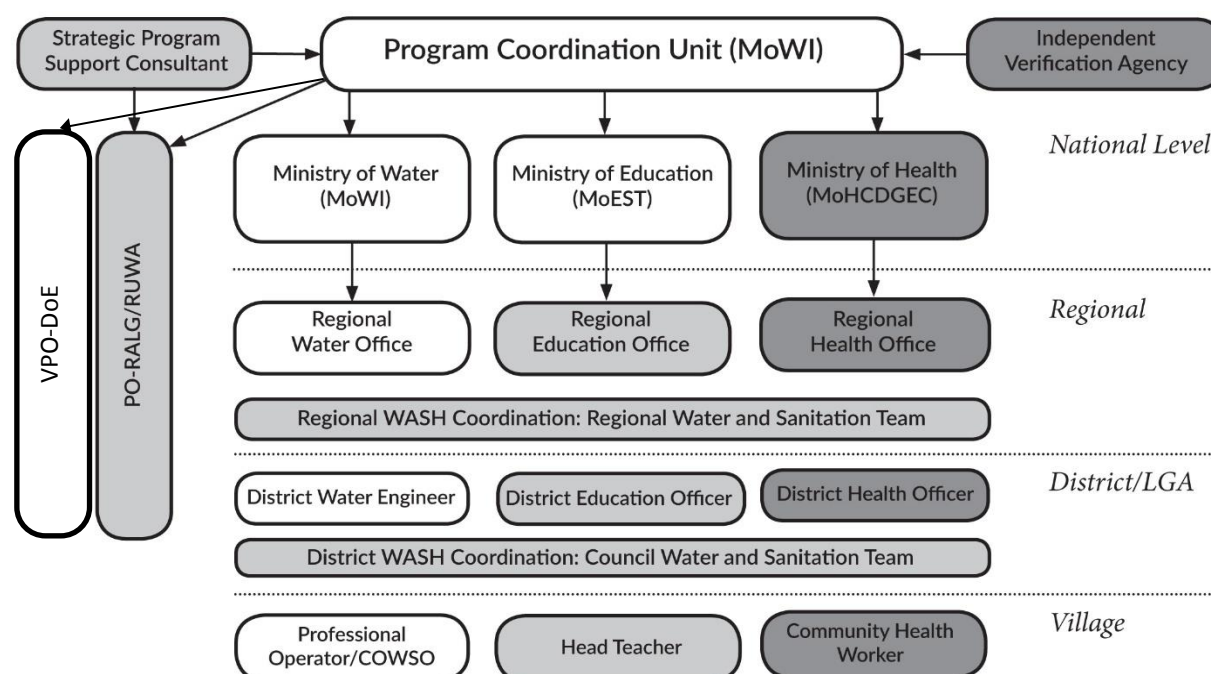 Strategic Program
Support Consultant
Program Coordination Unit (MoWI)
Independent
Verification Agency
National Level
VPO-DoE
PO-RALG/RUWA
Ministry of Water
(MoWI)
Ministry of Education
(MoEST)
Ministry of Health
(MoHCDGEC)
Regional
Regional
Water Office
Regional
Education Office
Regional
Health Office
Regional WASH Coordination: Regional Water and Sanitation Team
District/LGA
District Water Engineer
District Education Officer
District Health Officer
District WASH Coordination: Council Water and Sanitation Team
Village
Professional
Operator/COWSO
Head Teacher
Community Health
Worker